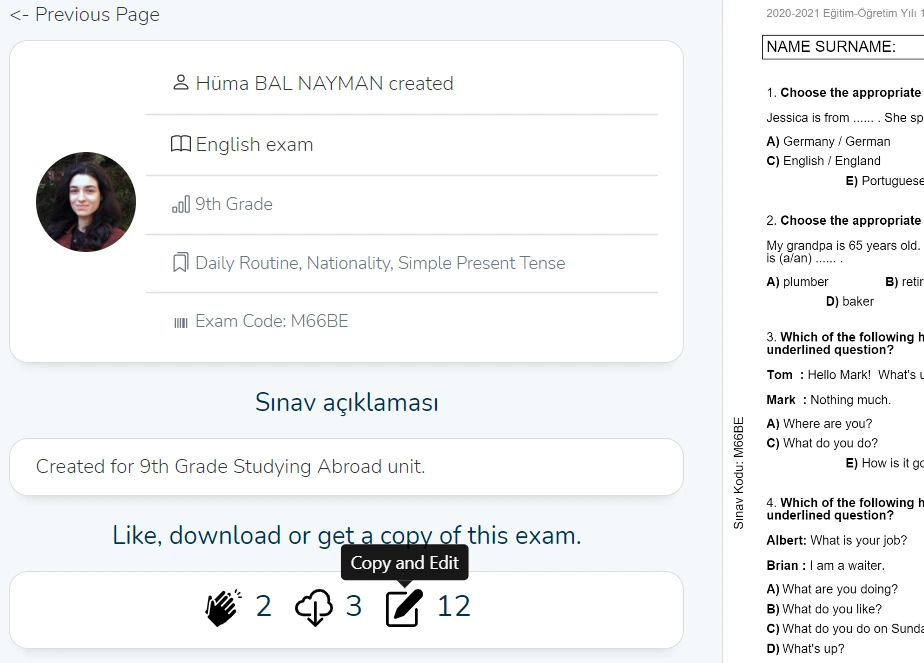 <- Previous Page
Hüma BAL NAYMAN created
English exam
9th Grade
Daily Routine, Nationality, Simple Present Tense
Exam Code: M66BE
Sınav açıklaması
Created for 9th Grade Studying Abroad unit.
Like, download or get a copy of this exam.
Copy and Edit
2 3 12
2020-2021 Eğitim-Öğretim Yılı 1
NAME SURNAME:
1. Choose the appropriate
Jessica is from ...... . She sp
A) Germany / German
C) English / England
E) Portuguese
2. Choose the appropriate
My grandpa is 65 years old.
is (a/an) ...... .
A) plumber B) retir
D) baker
3. Which of the following h
underlined question?
Tom : Hello Mark! What's u
Mark : Nothing much.
A) Where are you?
C) What do you do?
E) How is it go
4. Which of the following h
underlined question?
Albert: What is your job?
Brian : I am a waiter.
A) What are you doing?
B) What do you like?
C) What do you do on Sunda
D) What's up?
Sınav Kodu: M66BE